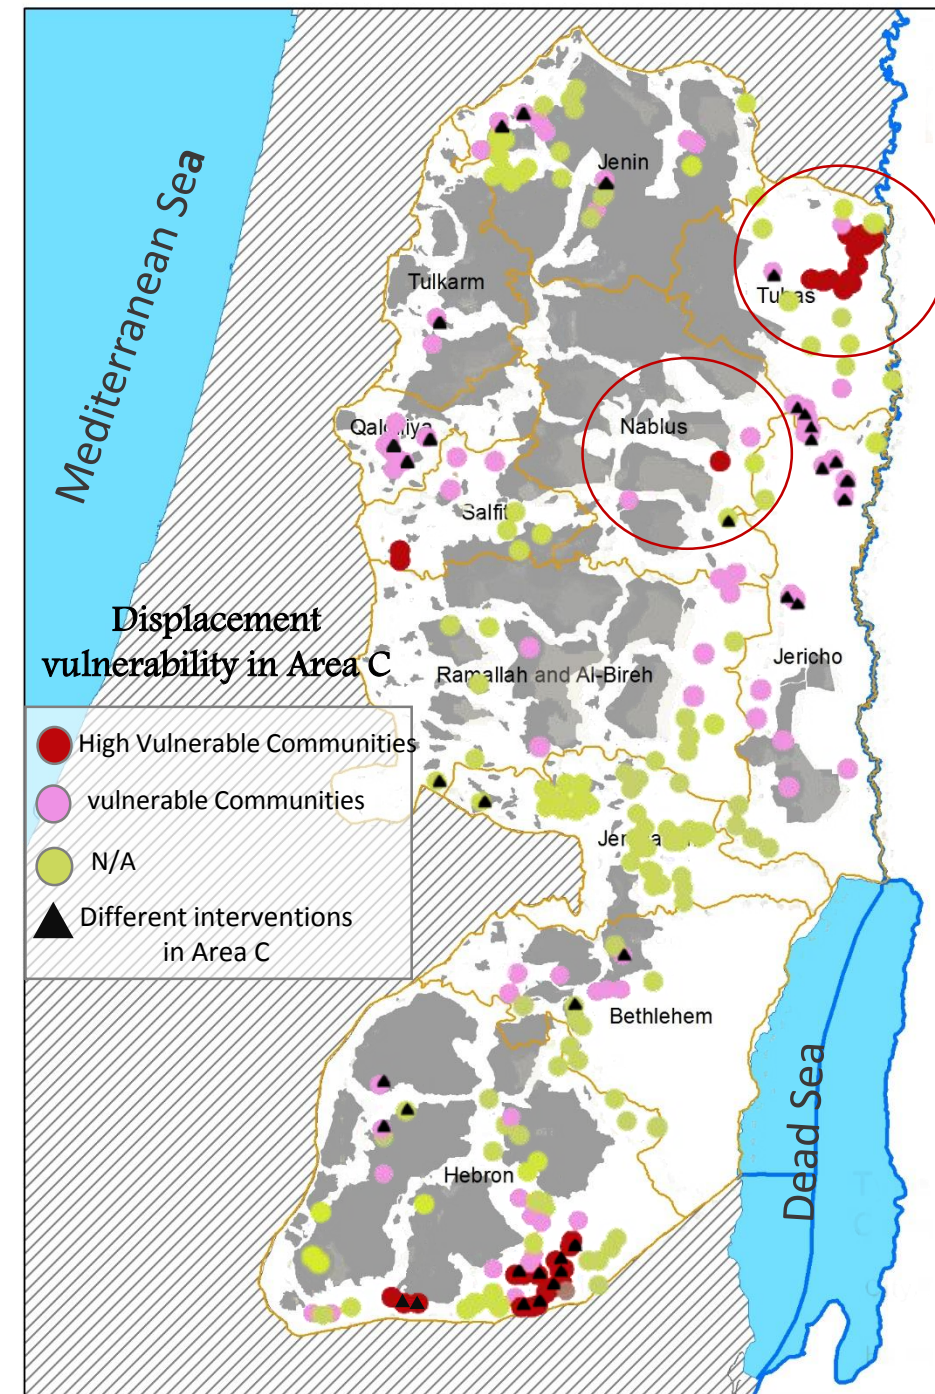 Mediterranean Sea
Jenin
Tulkarm
Tubas
Nablus
Salfit
Displacement
vulnerability in Area C
Jericho
Ramallah and Al-Bireh
High Vulnerable Communities
vulnerable Communities
N/A
Different interventions
in Area C
Bethlehem
Dead Sea
Hebron